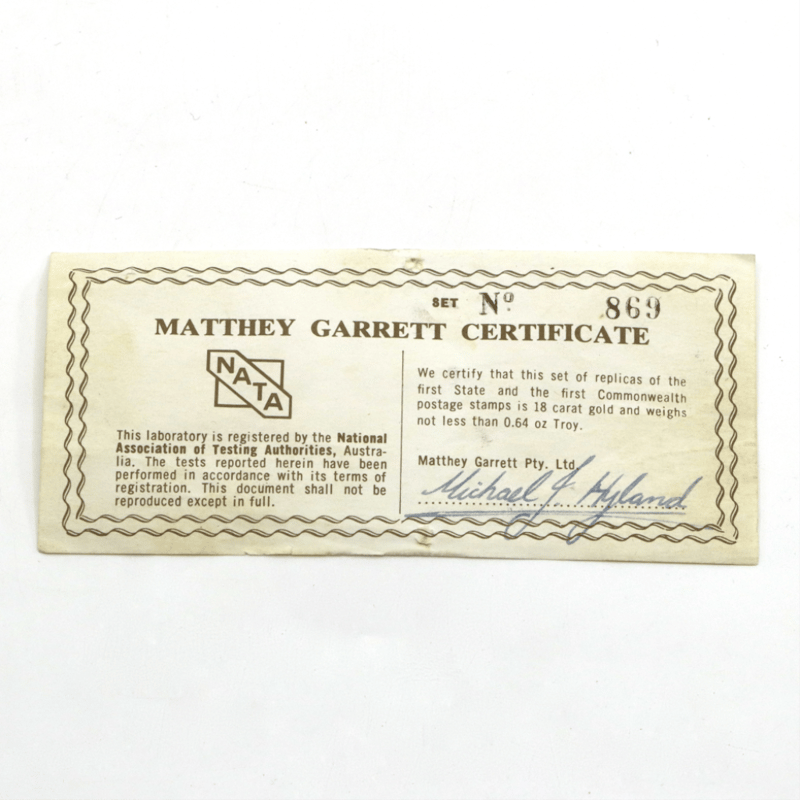 SET Nº 869
MATTHEY GARRETT CERTIFICATE
NATA
This laboratory is registered by the National
Association of Testing Authorities, Austra-
lia. The tests reported herein have been
performed in accordance with its terms of
registration. This document shall not be
reproduced except in full.
We certify that this set of replicas of the
first State and the first Commonwealth
postage stamps is 18 carat gold and weighs
not less than 0.64 oz Troy.
Matthey Garrett Pty. Ltd.
Michael J. Hyland